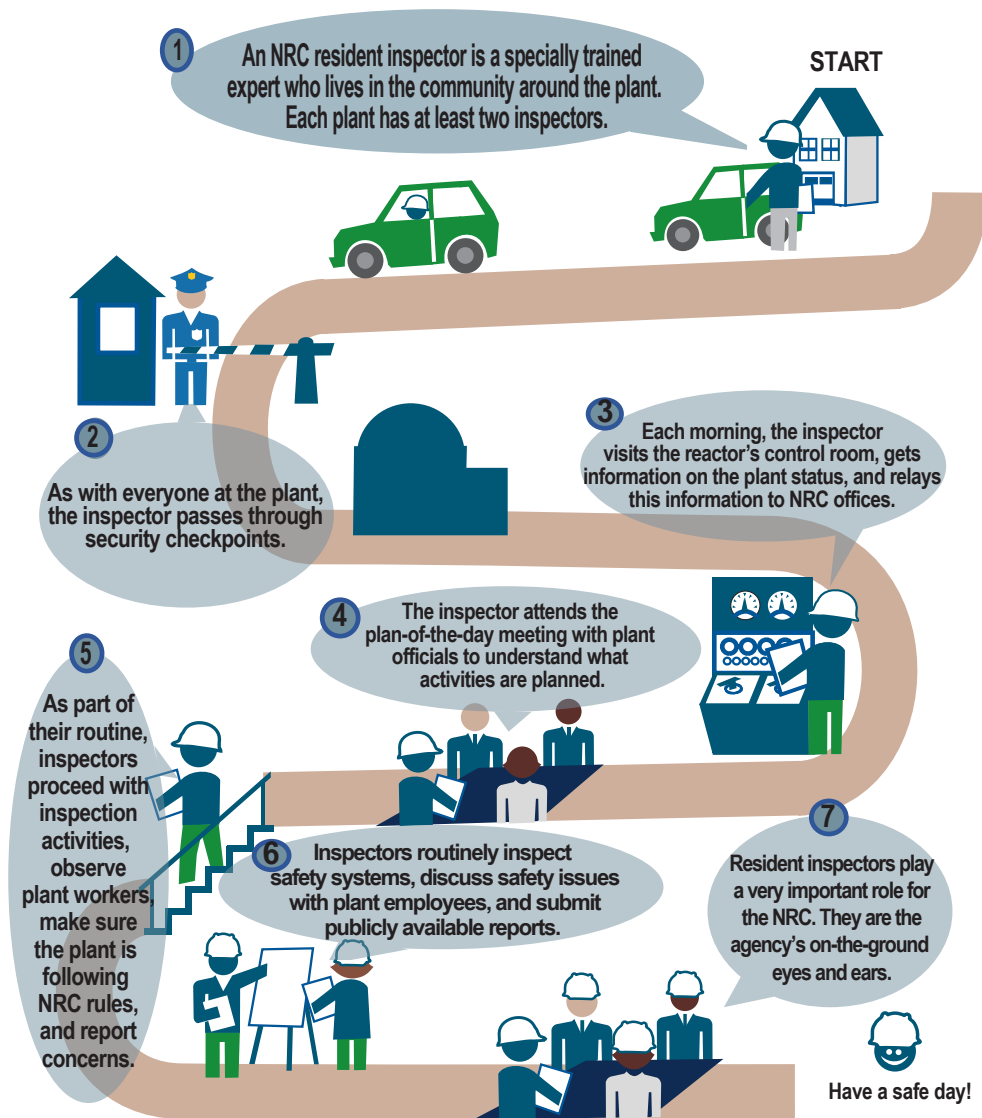 START
1
An NRC resident inspector is a specially trained
expert who lives in the community around the plant.
Each plant has at least two inspectors.
2
As with everyone at the plant,
the inspector passes through
security checkpoints.
3
Each morning, the inspector
visits the reactor's control room, gets
information on the plant status, and relays
this information to NRC offices.
4
The inspector attends the
plan-of-the-day meeting with plant
officials to understand what
activities are planned.
5
As part of
their routine,
inspectors
proceed with
inspection
activities,
observe
plant workers,
make sure
the plant is
following
NRC rules,
and report
concerns.
6
Inspectors routinely inspect
safety systems, discuss safety issues
with plant employees, and submit
publicly available reports.
7
Resident inspectors play
a very important role for
the NRC. They are the
agency's on-the-ground
eyes and ears.
Have a safe day!